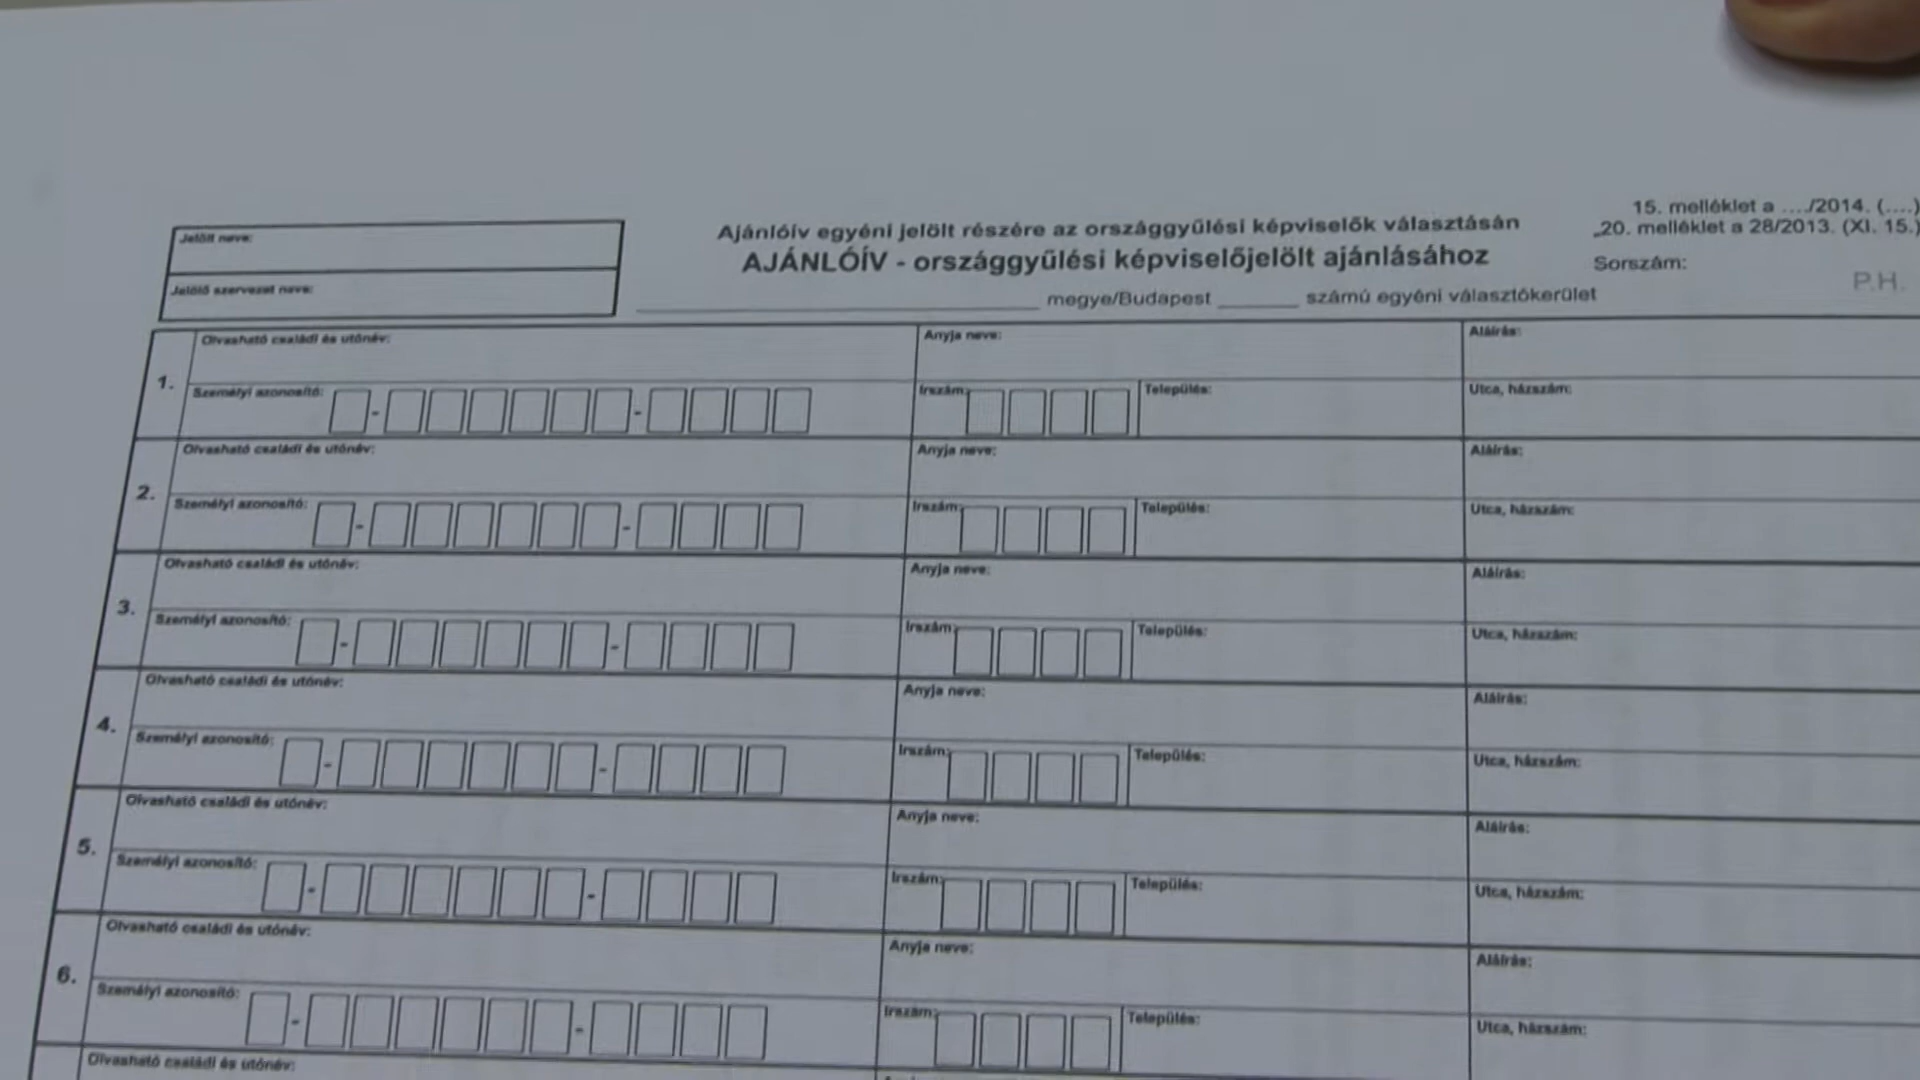 15. melléklet a ..../2014. (....)
„20. melléklet a 28/2013. (XI. 15.)
Jelölt neve:
Jelölő szervezet neve:
Ajánlóív egyéni jelölt részére az országgyűlési képviselők választásán
AJÁNLÓÍV - országgyűlési képviselőjelölt ajánlásához
Sorszám:
P.H.
____________ megye/Budapest ______ számú egyéni választókerület
1.
Olvasható családi és utónév: Anyja neve: Aláírás:
Személyi azonosító: - - Irszám: Település: Utca, házszám:
2.
Olvasható családi és utónév: Anyja neve: Aláírás:
Személyi azonosító: - - Irszám: Település: Utca, házszám:
3.
Olvasható családi és utónév: Anyja neve: Aláírás:
Személyi azonosító: - - Irszám: Település: Utca, házszám:
4.
Olvasható családi és utónév: Anyja neve: Aláírás:
Személyi azonosító: - - Irszám: Település: Utca, házszám:
5.
Olvasható családi és utónév: Anyja neve: Aláírás:
Személyi azonosító: - - Irszám: Település: Utca, házszám:
6.
Olvasható családi és utónév: Anyja neve: Aláírás:
Személyi azonosító: - - Irszám: Település: Utca, házszám:
Olvasható családi és utónév: